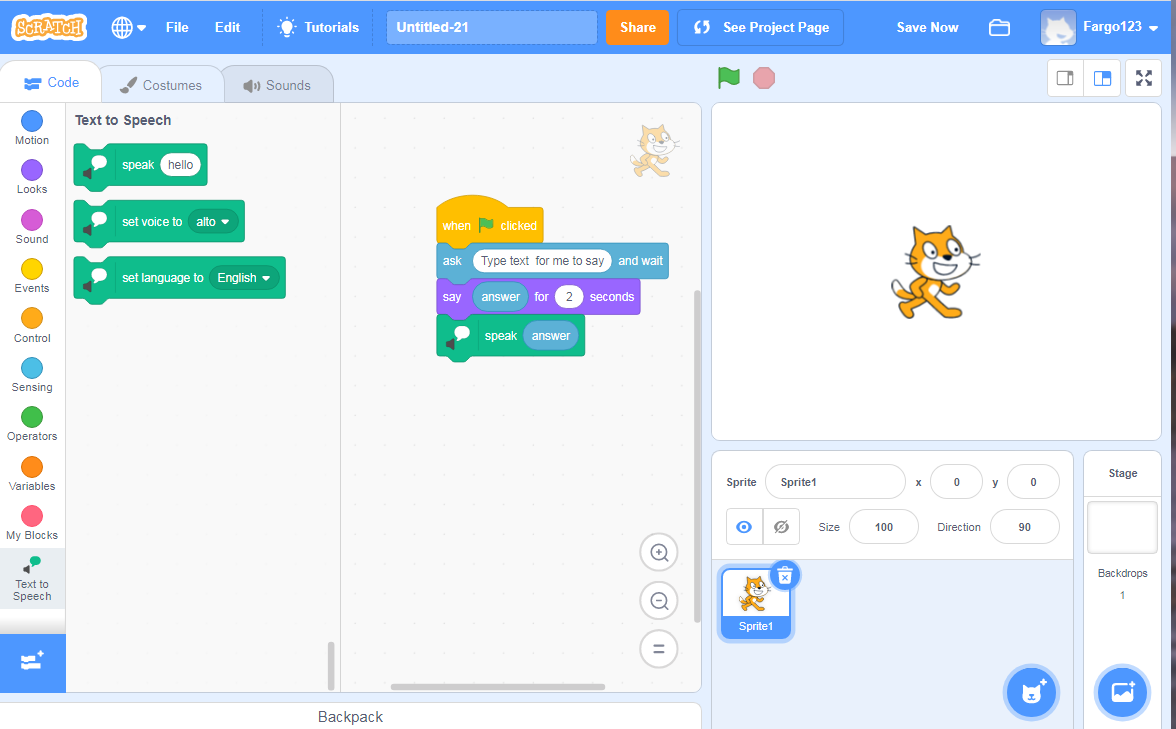 SCRATCH File Edit Tutorials Untitled-21 Share See Project Page Save Now Fargo123
Code Costumes Sounds
Motion
Looks
Sound
Events
Control
Sensing
Operators
Variables
My Blocks
Text to
Speech
Text to Speech
speak hello
set voice to alto
set language to English
when clicked
ask Type text for me to say and wait
say answer for 2 seconds
speak answer
Backpack
Sprite Sprite1 x 0 y 0
Size 100 Direction 90
Sprite1
Stage
Backdrops
1